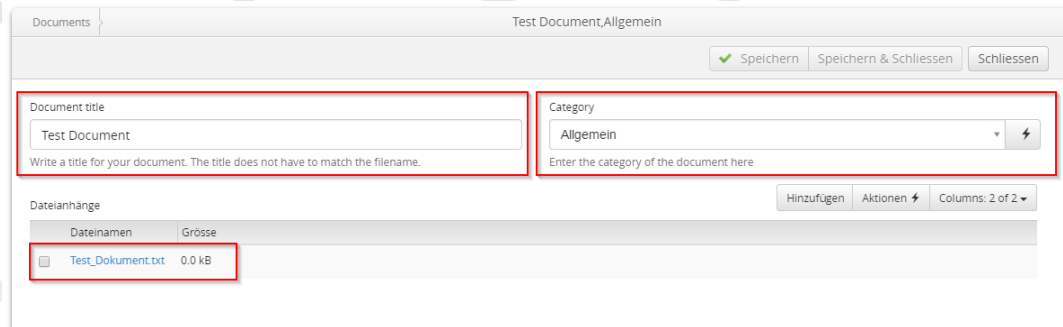 Documents
Test Document,Allgemein
Speichern
Speichern & Schliessen
Schliessen
Document title
Category
Test Document
Allgemein
Write a title for your document. The title does not have to match the filename.
Enter the category of the document here
Dateianhänge
Hinzufügen
Aktionen
Columns: 2 of 2
Dateinamen
Grösse
Test_Dokument.txt
0.0 kB